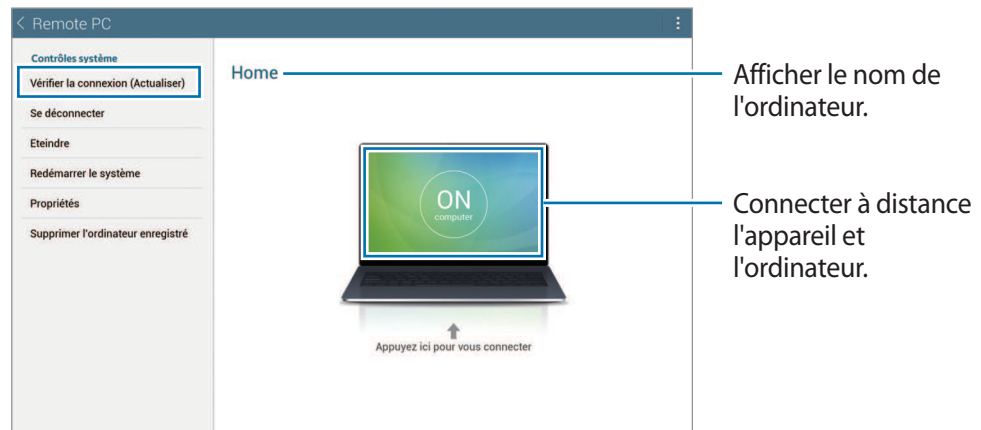 Remote PC
Contrôles système
Vérifier la connexion (Actualiser)
Se déconnecter
Eteindre
Redémarrer le système
Propriétés
Supprimer l'ordinateur enregistré
Home
ON
computer
Appuyez ici pour vous connecter
Afficher le nom de
l'ordinateur.
Connecter à distance
l'appareil et
l'ordinateur.